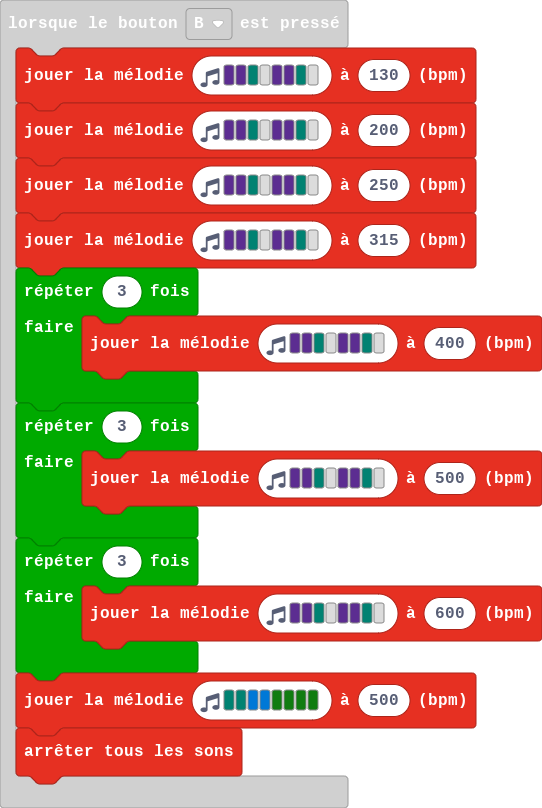 lorsque le bouton B est pressé
jouer la mélodie à 130 (bpm)
jouer la mélodie à 200 (bpm)
jouer la mélodie à 250 (bpm)
jouer la mélodie à 315 (bpm)
répéter 3 fois
faire jouer la mélodie à 400 (bpm)
répéter 3 fois
faire jouer la mélodie à 500 (bpm)
répéter 3 fois
faire jouer la mélodie à 600 (bpm)
jouer la mélodie à 500 (bpm)
arrêter tous les sons